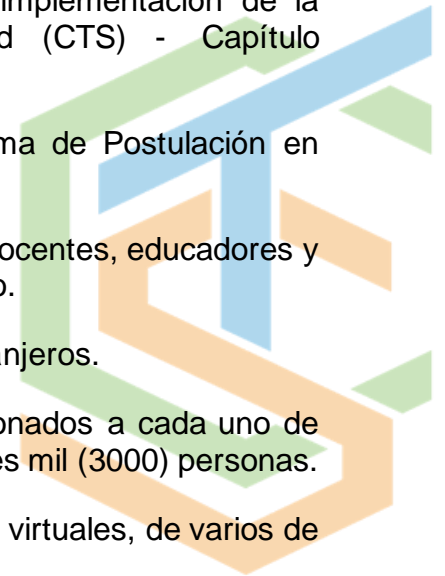 implementación de la
d (CTS) - Capítulo
ma de Postulación en
ocentes, educadores y
o.
anjeros.
onados a cada uno de
es mil (3000) personas.
virtuales, de varios de